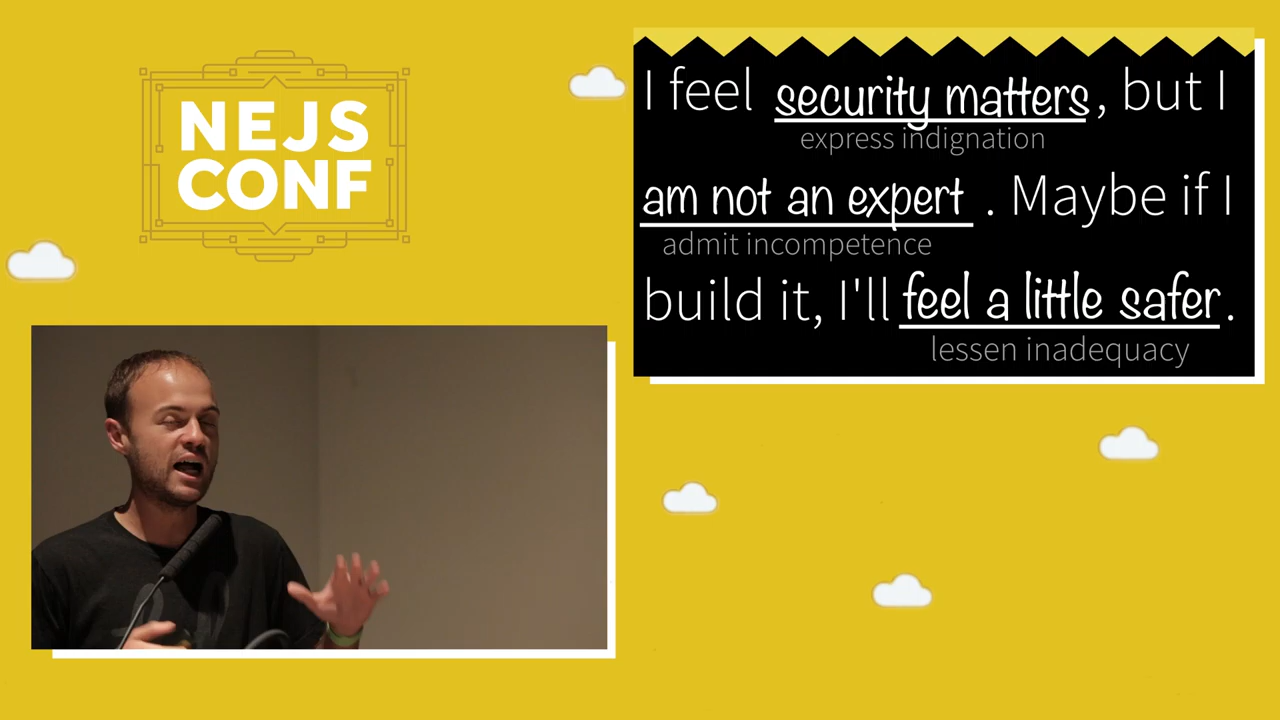 NEJS
CONF
I feel security matters, but I
express indignation
am not an expert. Maybe if I
admit incompetence
build it, I'll feel a little safer.
lessen inadequacy